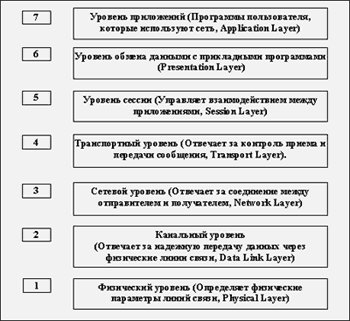 7
Уровень приложений (Программы пользователя,
которые используют сеть, Application Layer)
6
Уровень обмена данными с прикладными программами
(Presentation Layer)
5
Уровень сессии (Управляет взаимодействием между
приложениями, Session Layer)
4
Транспортный уровень (Отвечает за контроль приема и
передачи сообщения, Transport Layer).
3
Сетевой уровень (Отвечает за соединение между
отправителем и получателем, Network Layer)
2
Канальный уровень
(Отвечает за надежную передачу данных через
физические линии связи, Data Link Layer)
1
Физический уровень (Определяет физические
параметры линий связи, Physical Layer)